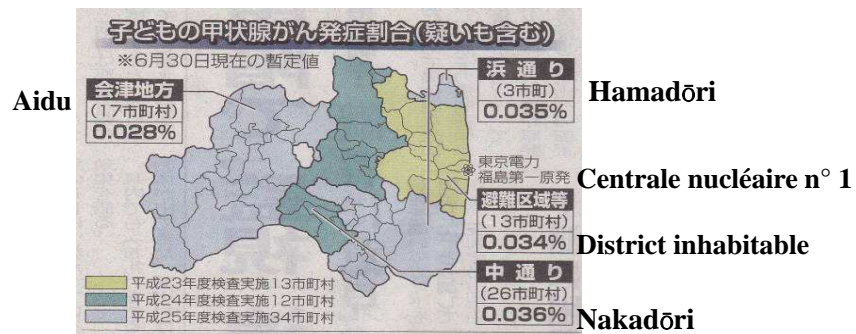 子どもの甲状腺がん発症割合(疑いも含む)
※6月30日現在の暫定値
Aidu
会津地方
(17市町村)
0.028%
浜通り
(3市町)
0.035%
Hamadōri
東京電力
福島第一原発
Centrale nucléaire n° 1
避難区域等
(13市町村)
0.034%
District inhabitable
中通り
(26市町村)
0.036%
Nakadōri
平成23年度検査実施13市町村
平成24年度検査実施12市町村
平成25年度検査実施34市町村